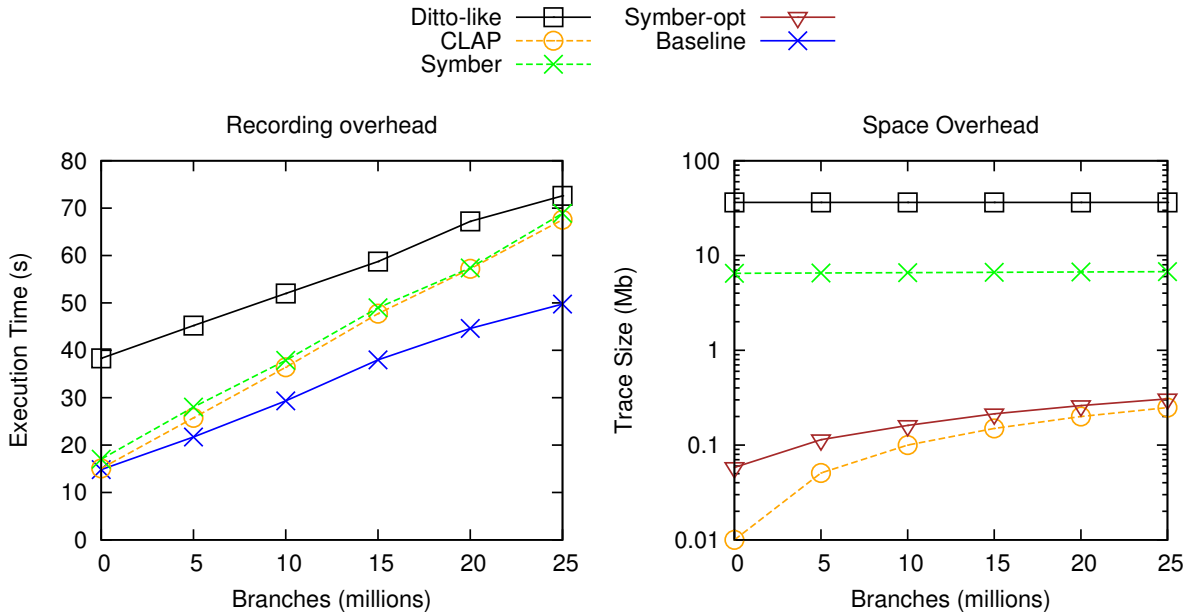 Ditto-like
CLAP
Symber
Symber-opt
Baseline
Recording overhead
Execution Time (s)
80
70
60
50
40
30
20
10
0
0 5 10 15 20 25
Branches (millions)
Space Overhead
Trace Size (Mb)
100
10
1
0.1
0.01
0 5 10 15 20 25
Branches (millions)